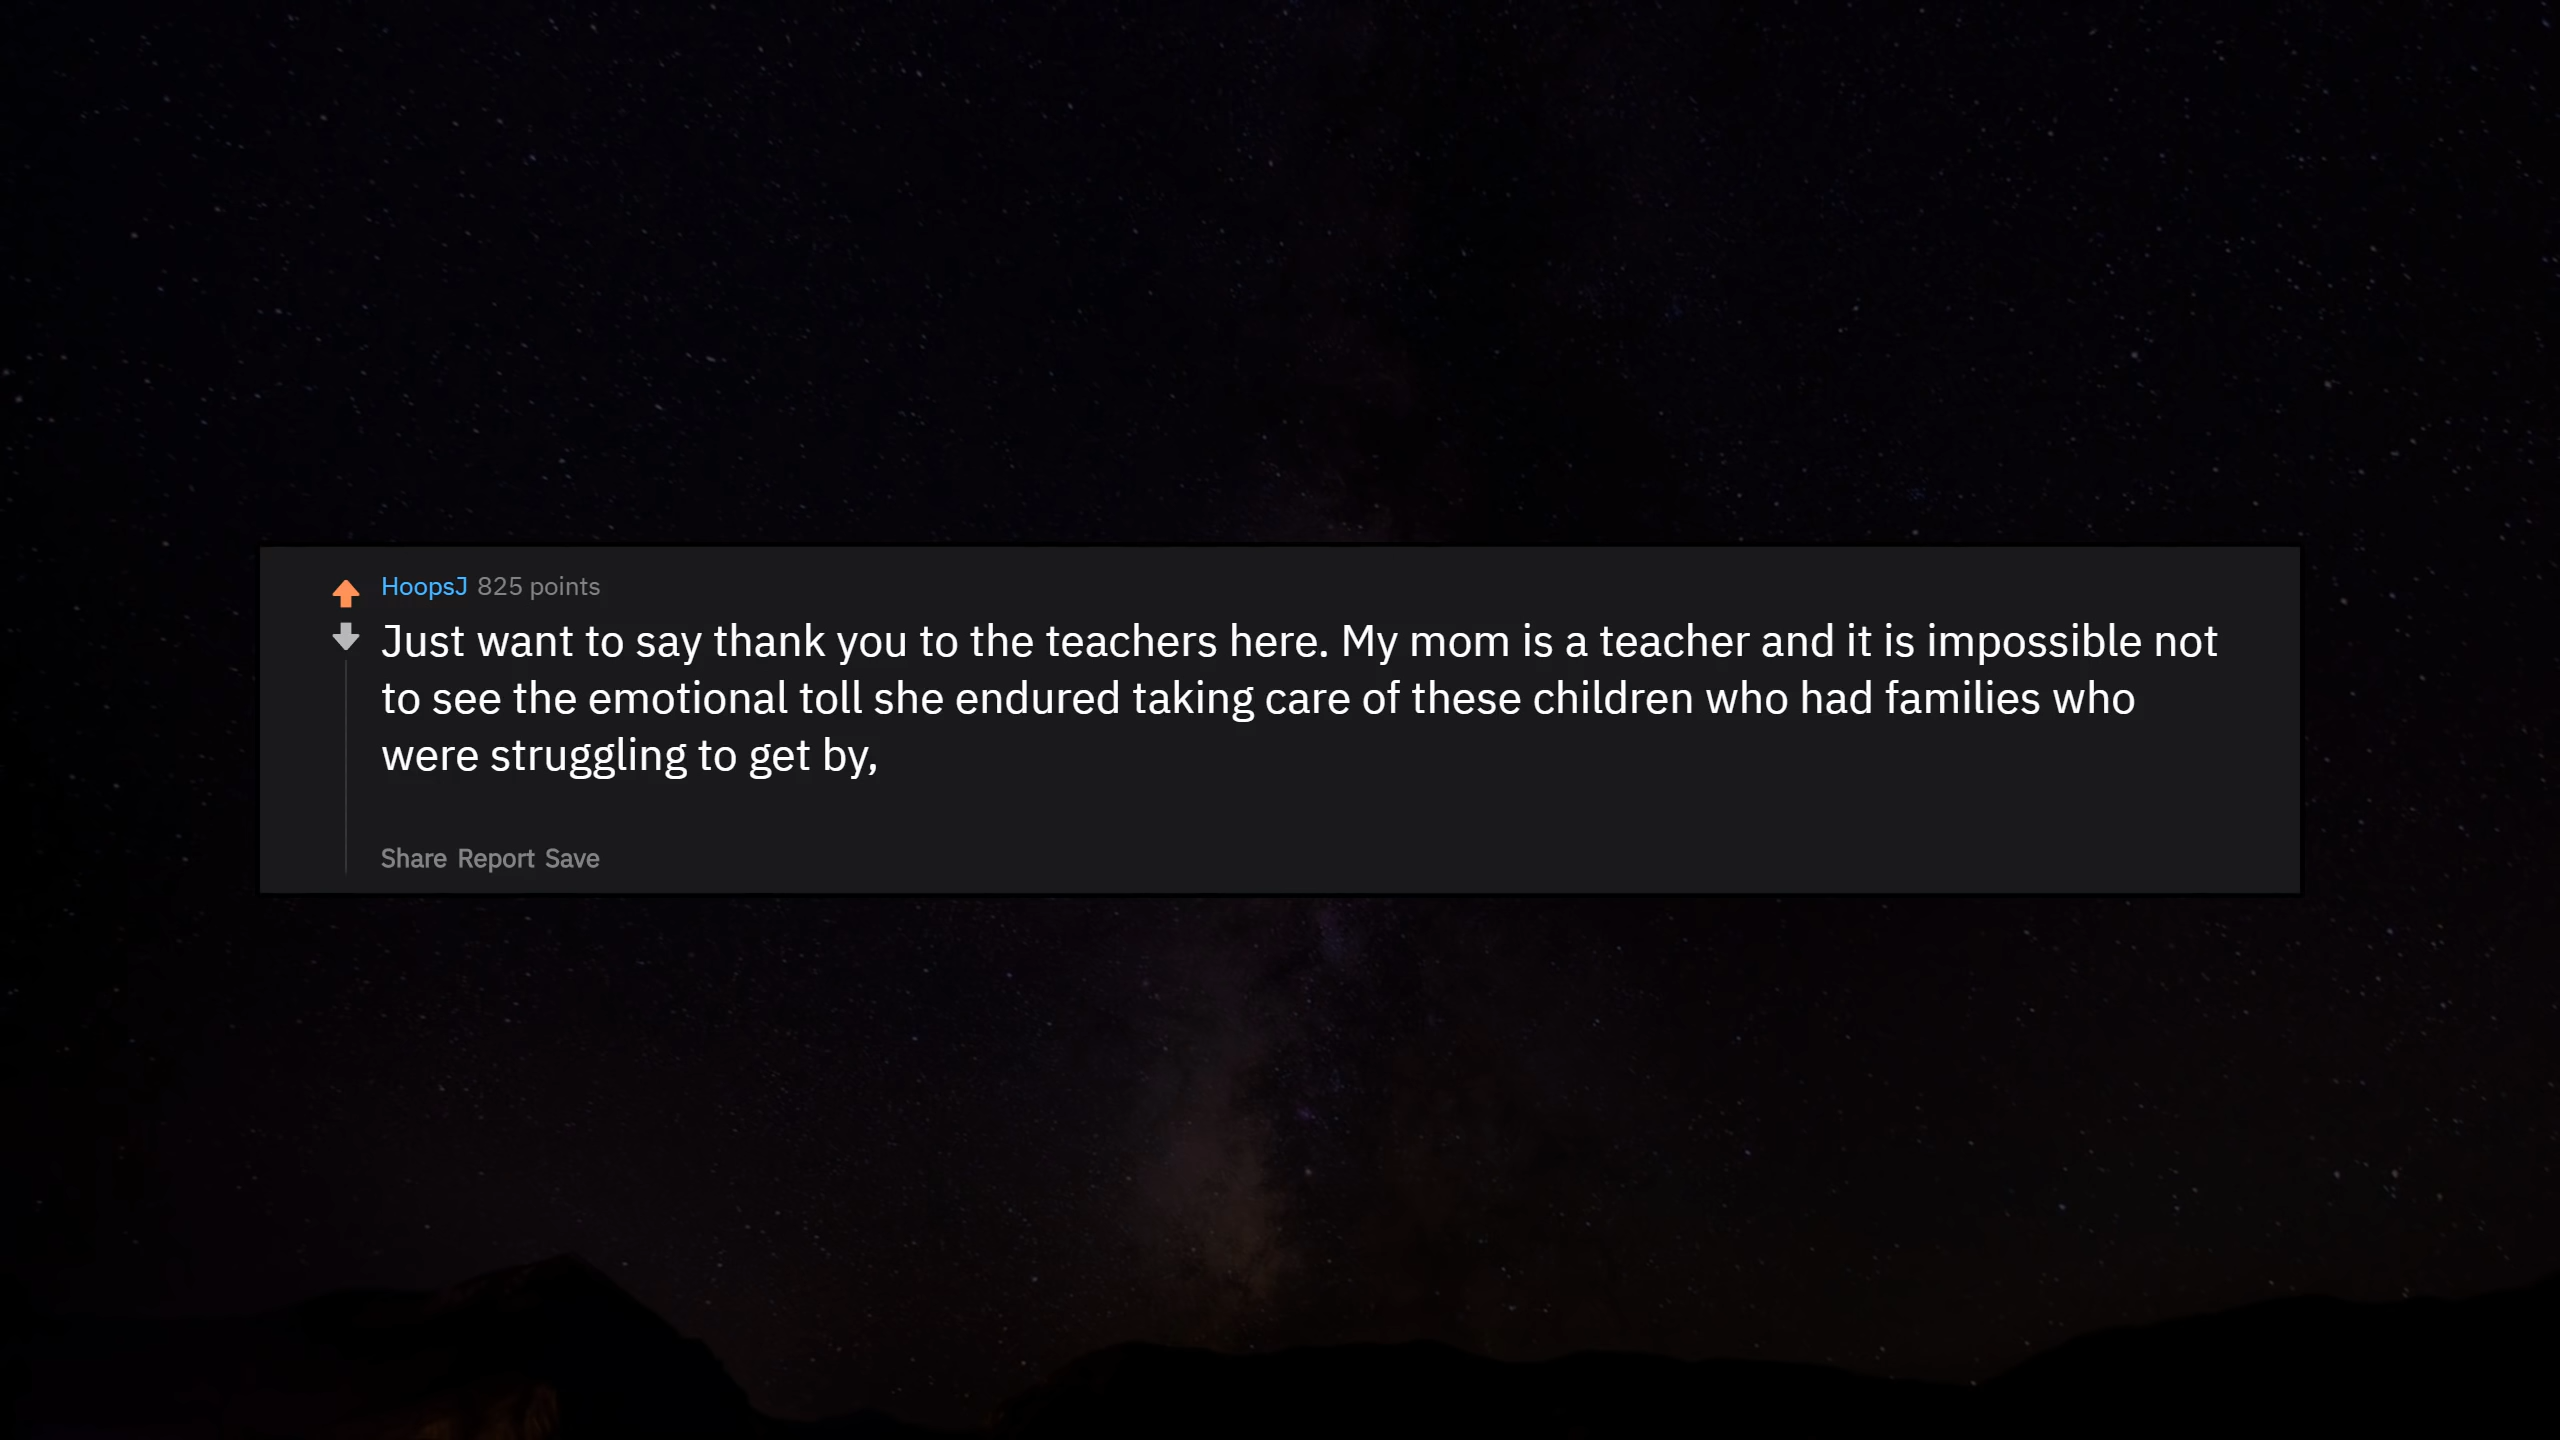 HoopsJ 825 points
Just want to say thank you to the teachers here. My mom is a teacher and it is impossible not
to see the emotional toll she endured taking care of these children who had families who
were struggling to get by,
Share Report Save